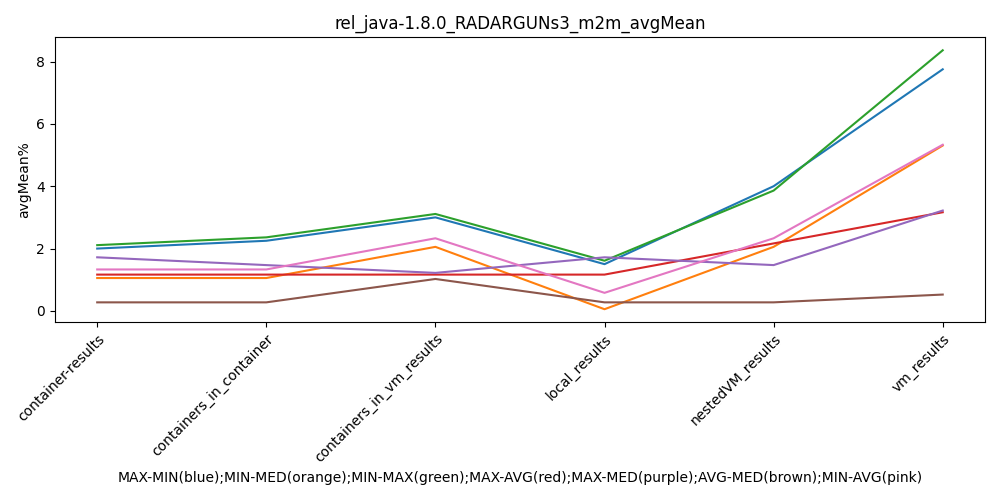 rel_java-1.8.0_RADARGUNs3_m2m_avgMean
avgMean%
8
6
4
2
0
container-results
containers_in_container
containers_in_vm_results
local_results
nestedVM_results
vm_results
MAX-MIN(blue);MIN-MED(orange);MIN-MAX(green);MAX-AVG(red);MAX-MED(purple);AVG-MED(brown);MIN-AVG(pink)